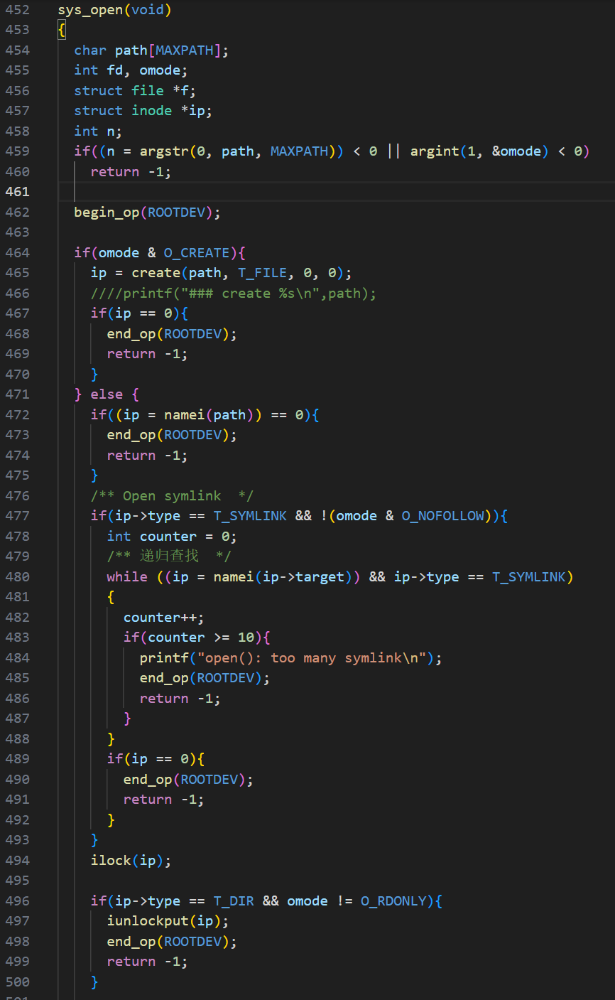 452 sys_open(void)
453 {
454 char path[MAXPATH];
455 int fd, omode;
456 struct file *f;
457 struct inode *ip;
458 int n;
459 if((n = argstr(0, path, MAXPATH)) < 0 || argint(1, &omode) < 0)
460 return -1;
461
462 begin_op(ROOTDEV);
463
464 if(omode & O_CREATE){
465 ip = create(path, T_FILE, 0, 0);
466 ////printf("### create %s\n",path);
467 if(ip == 0){
468 end_op(ROOTDEV);
469 return -1;
470 }
471 } else {
472 if((ip = namei(path)) == 0){
473 end_op(ROOTDEV);
474 return -1;
475 }
476 /** Open symlink  */
477 if(ip->type == T_SYMLINK && !(omode & O_NOFOLLOW)){
478 int counter = 0;
479 /** 递归查找  */
480 while ((ip = namei(ip->target)) && ip->type == T_SYMLINK)
481 {
482 counter++;
483 if(counter >= 10){
484 printf("open(): too many symlink\n");
485 end_op(ROOTDEV);
486 return -1;
487 }
488 }
489 if(ip == 0){
490 end_op(ROOTDEV);
491 return -1;
492 }
493 }
494 ilock(ip);
495
496 if(ip->type == T_DIR && omode != O_RDONLY){
497 iunlockput(ip);
498 end_op(ROOTDEV);
499 return -1;
500 }